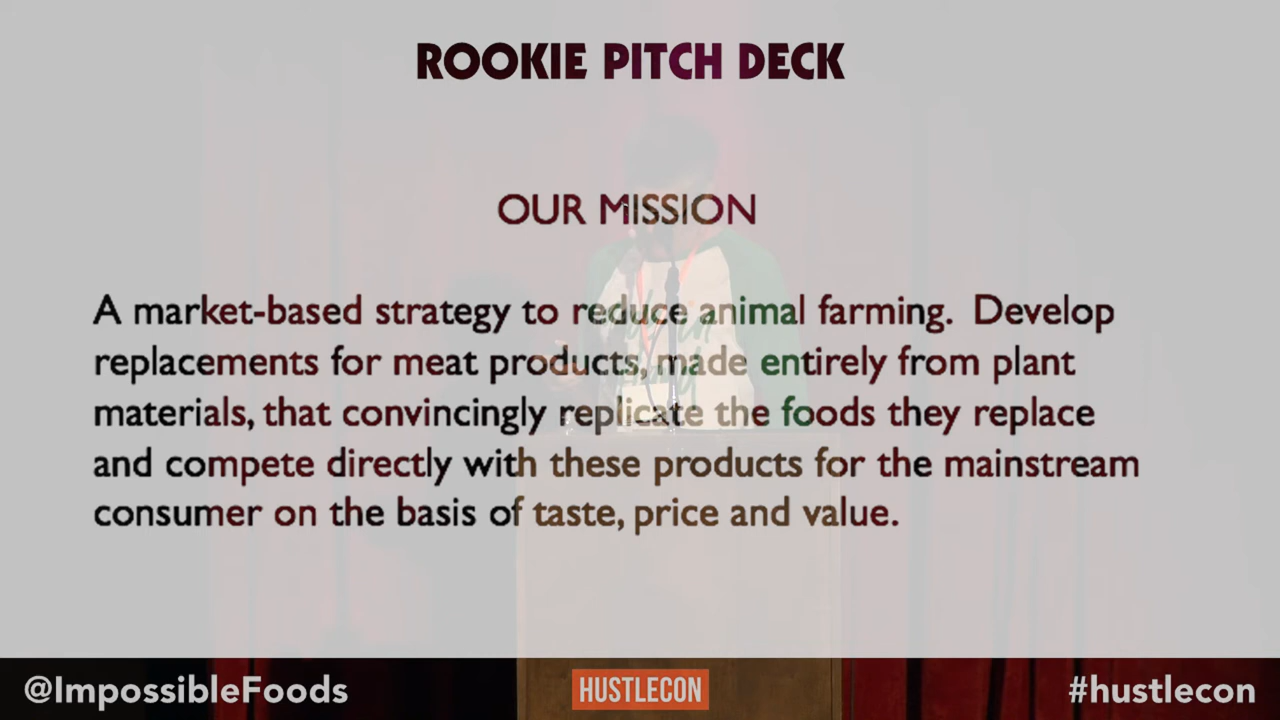 ROOKIE PITCH DECK
OUR MISSION
A market-based strategy to reduce animal farming. Develop
replacements for meat products, made entirely from plant
materials, that convincingly replicate the foods they replace
and compete directly with these products for the mainstream
consumer on the basis of taste, price and value.
@ImpossibleFoods
HUSTLECON
#hustlecon